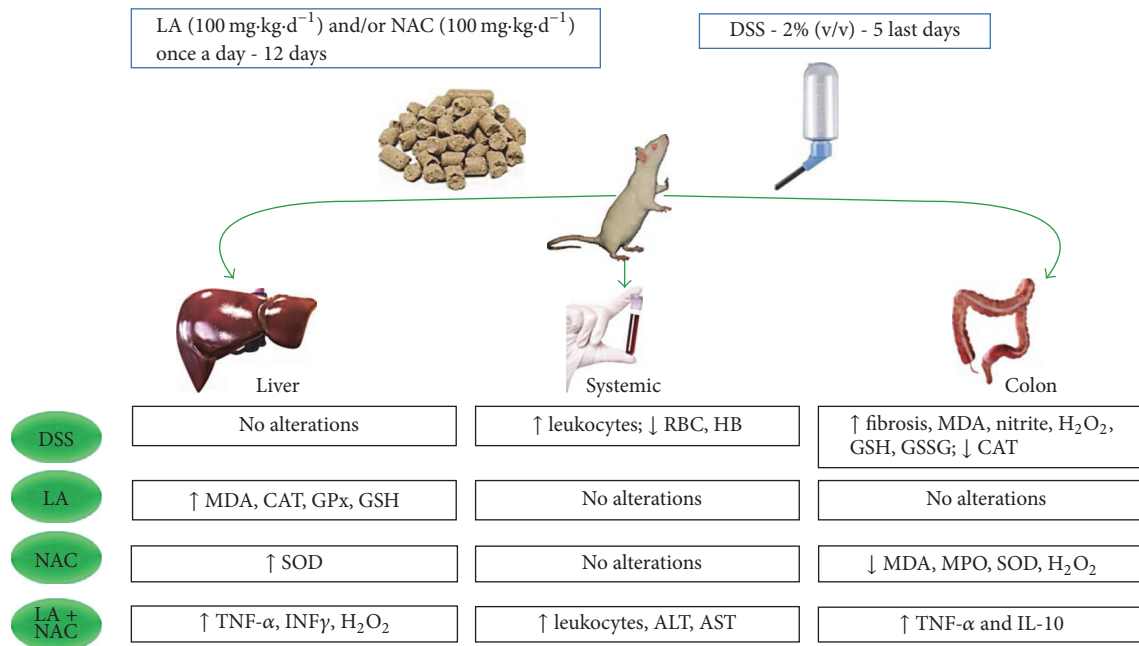 LA (100 mg·kg·d⁻¹) and/or NAC (100 mg·kg·d⁻¹)
once a day - 12 days
DSS - 2% (v/v) - 5 last days
Liver
Systemic
Colon
DSS
No alterations
↑ leukocytes; ↓ RBC, HB
↑ fibrosis, MDA, nitrite, H₂O₂,
GSH, GSSG; ↓ CAT
LA
↑ MDA, CAT, GPx, GSH
No alterations
No alterations
NAC
↑ SOD
No alterations
↓ MDA, MPO, SOD, H₂O₂
LA +
NAC
↑ TNF-α, INFγ, H₂O₂
↑ leukocytes, ALT, AST
↑ TNF-α and IL-10